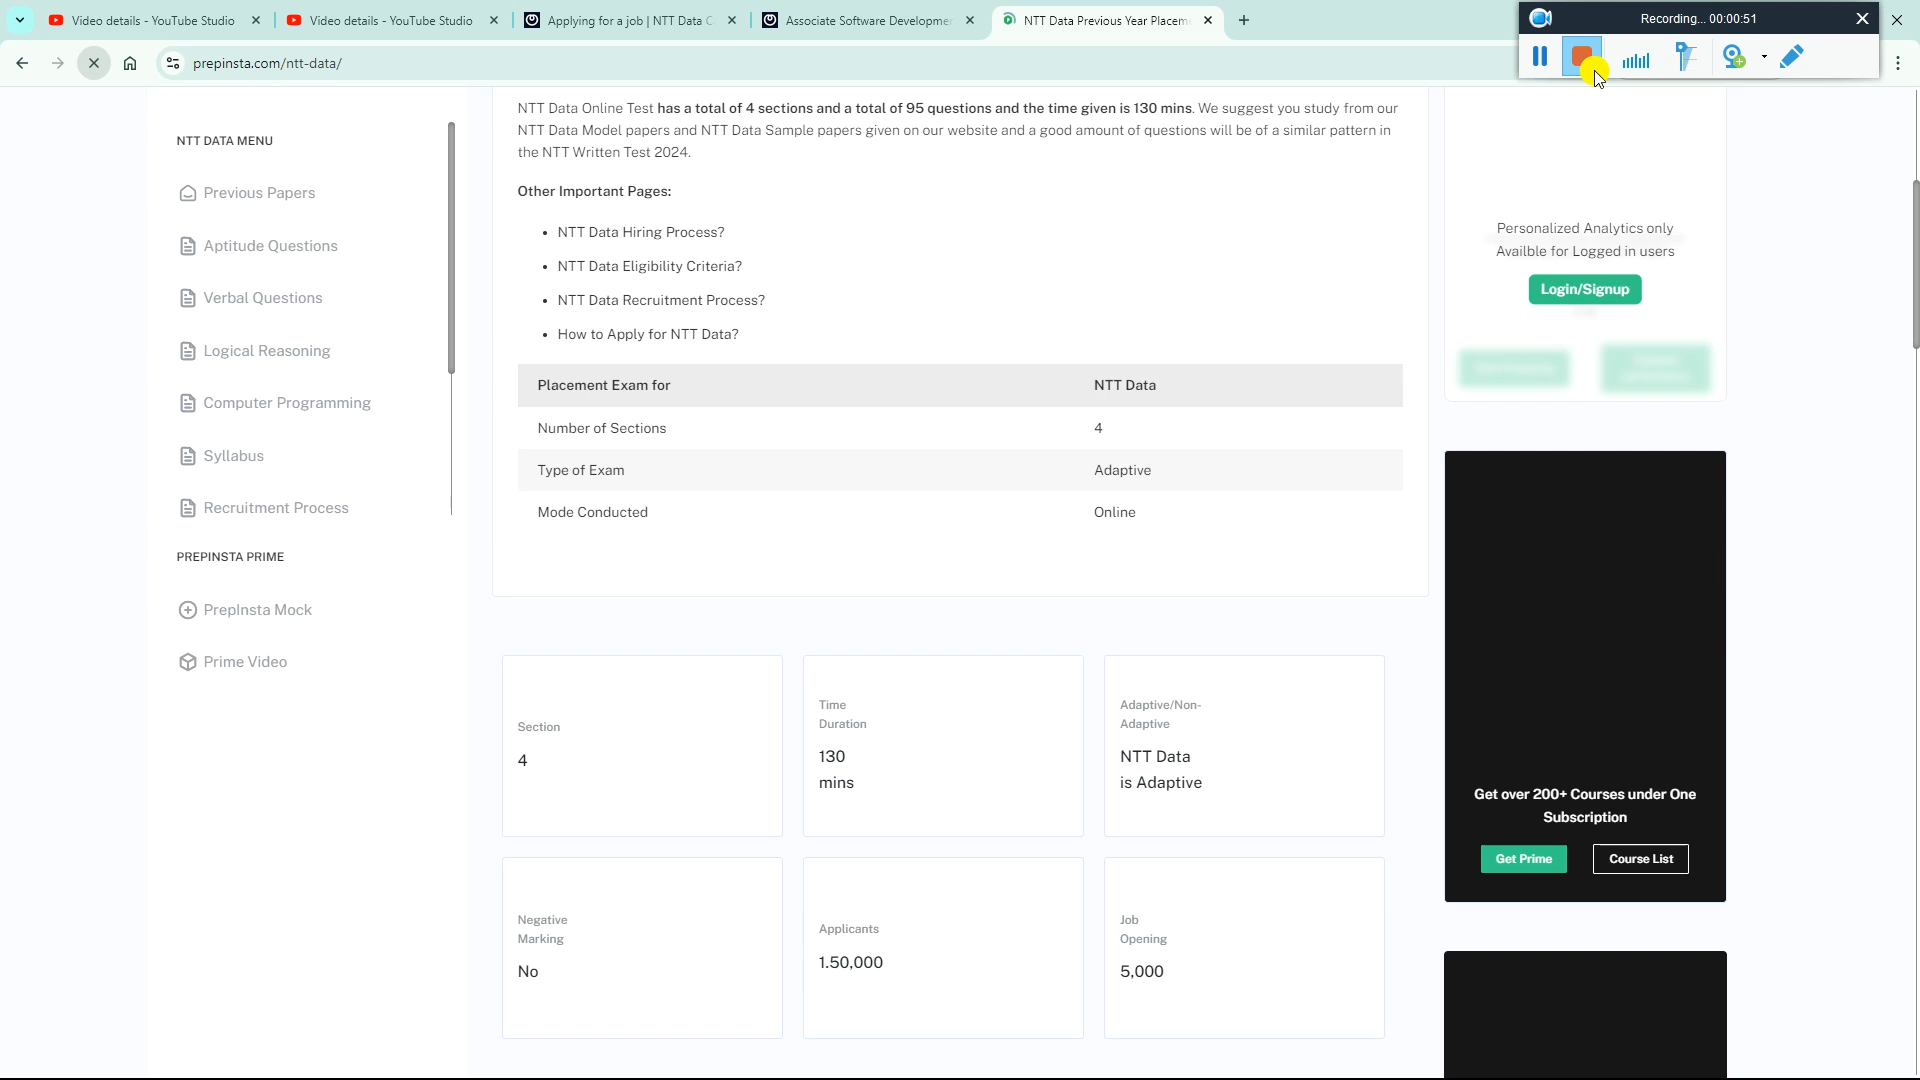 Video details - YouTube Studio
Video details - YouTube Studio
Applying for a job | NTT Data C
Associate Software Developme
NTT Data Previous Year Placem
Recording... 00:00:51
prepinsta.com/ntt-data/
NTT DATA MENU
Previous Papers
Aptitude Questions
Verbal Questions
Logical Reasoning
Computer Programming
Syllabus
Recruitment Process
PREPINSTA PRIME
PrepInsta Mock
Prime Video
NTT Data Online Test has a total of 4 sections and a total of 95 questions and the time given is 130 mins. We suggest you study from our
NTT Data Model papers and NTT Data Sample papers given on our website and a good amount of questions will be of a similar pattern in
the NTT Written Test 2024.
Other Important Pages:
• NTT Data Hiring Process?
• NTT Data Eligibility Criteria?
• NTT Data Recruitment Process?
• How to Apply for NTT Data?
Placement Exam for NTT Data
Number of Sections 4
Type of Exam Adaptive
Mode Conducted Online
Section
4
Time
Duration
130
mins
Adaptive/Non-
Adaptive
NTT Data
is Adaptive
Negative
Marking
No
Applicants
1.50,000
Job
Opening
5,000
Personalized Analytics only
Availble for Logged in users
Login/Signup
Get over 200+ Courses under One
Subscription
Get Prime
Course List